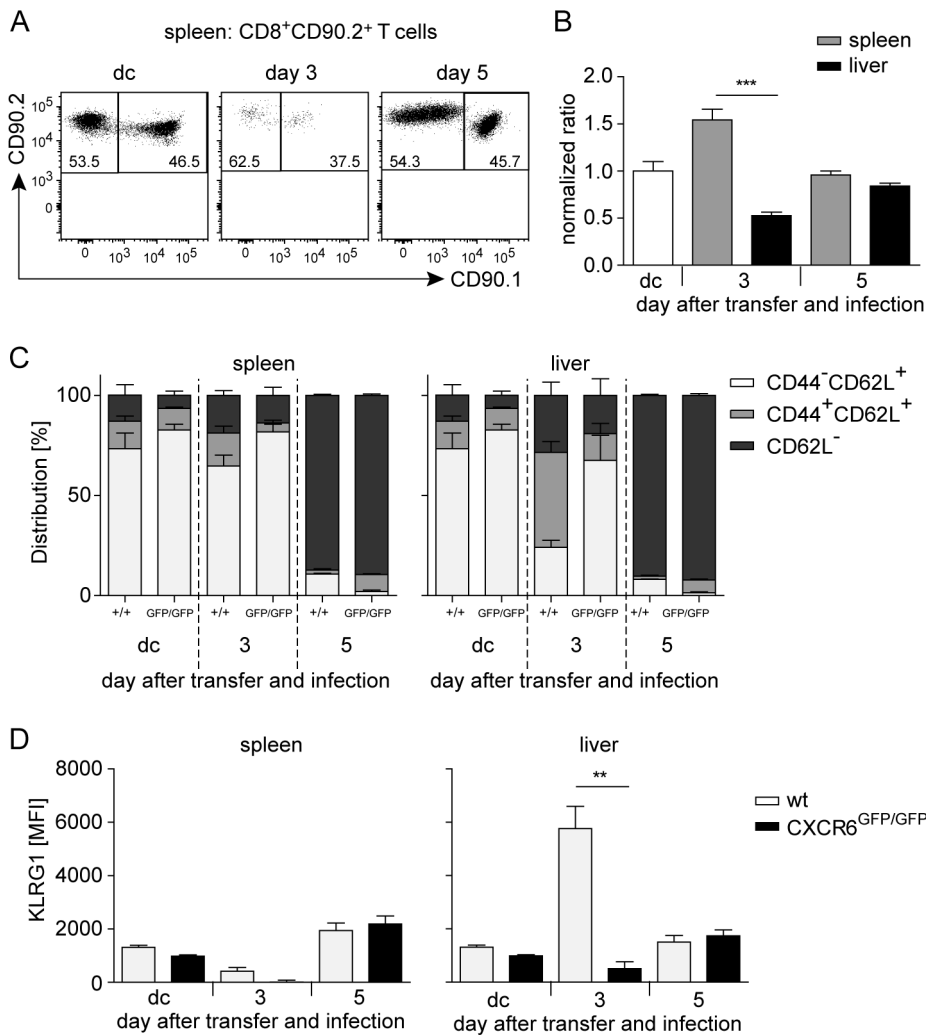 A
spleen: CD8+CD90.2+ T cells
dc day 3 day 5
CD90.2
10⁵
10⁴
10³
0
53.5 46.5 62.5 37.5 54.3 45.7
0 10³ 10⁴ 10⁵ 0 10³ 10⁴ 10⁵ 0 10³ 10⁴ 10⁵
CD90.1
B
spleen
liver
normalized ratio
2.0
1.5
1.0
0.5
0.0
***
dc 3 5
day after transfer and infection
C
spleen liver
Distribution [%]
100
50
0
+/+ GFP/GFP +/+ GFP/GFP +/+ GFP/GFP +/+ GFP/GFP +/+ GFP/GFP +/+ GFP/GFP
dc 3 5 dc 3 5
day after transfer and infection day after transfer and infection
CD44⁻CD62L⁺
CD44⁺CD62L⁺
CD62L⁻
D
spleen liver
KLRG1 [MFI]
8000
6000
4000
2000
0
**
dc 3 5 dc 3 5
day after transfer and infection day after transfer and infection
wt
CXCR6GFP/GFP